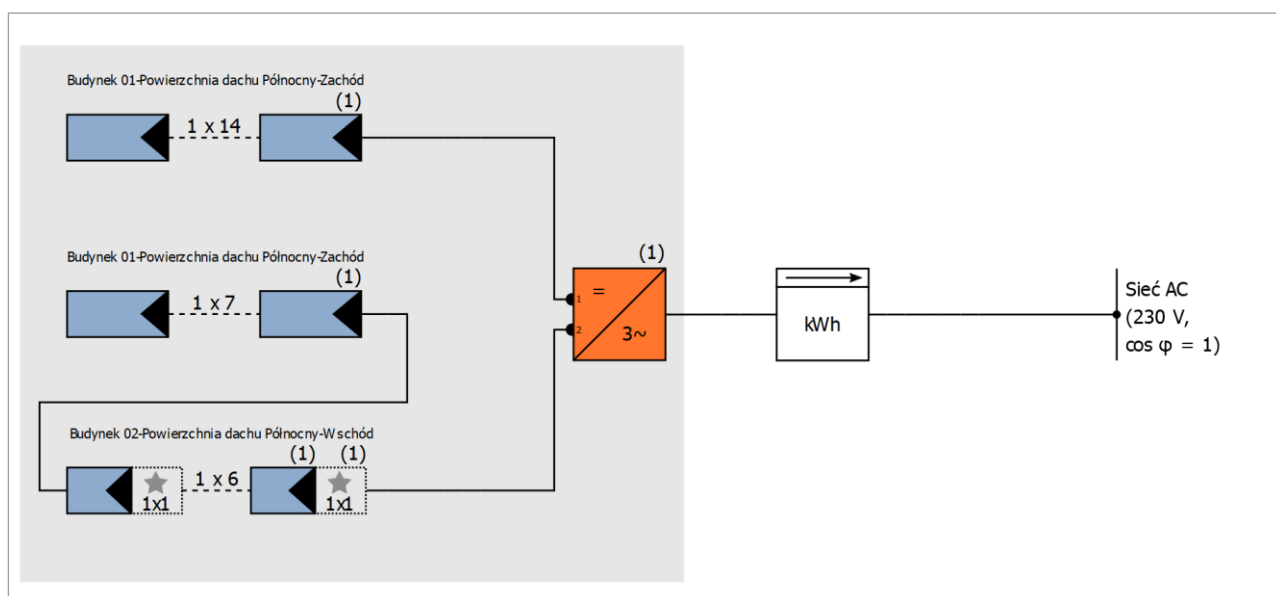 Budynek 01-Powierzchnia dachu Północny-Zachód
(1)
1 x 14
Budynek 01-Powierzchnia dachu Północny-Zachód
(1)
1 x 7
(1)
1
=
2
3~
kWh
Sieć AC
(230 V,
cos φ = 1)
Budynek 02-Powierzchnia dachu Północny-Wschód
(1) (1)
1 x 6
1x1
1x1